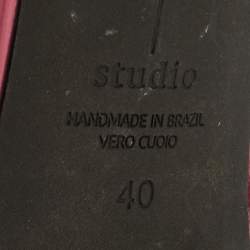 studio
HANDMADE IN BRAZIL
VERO CUOIO
40